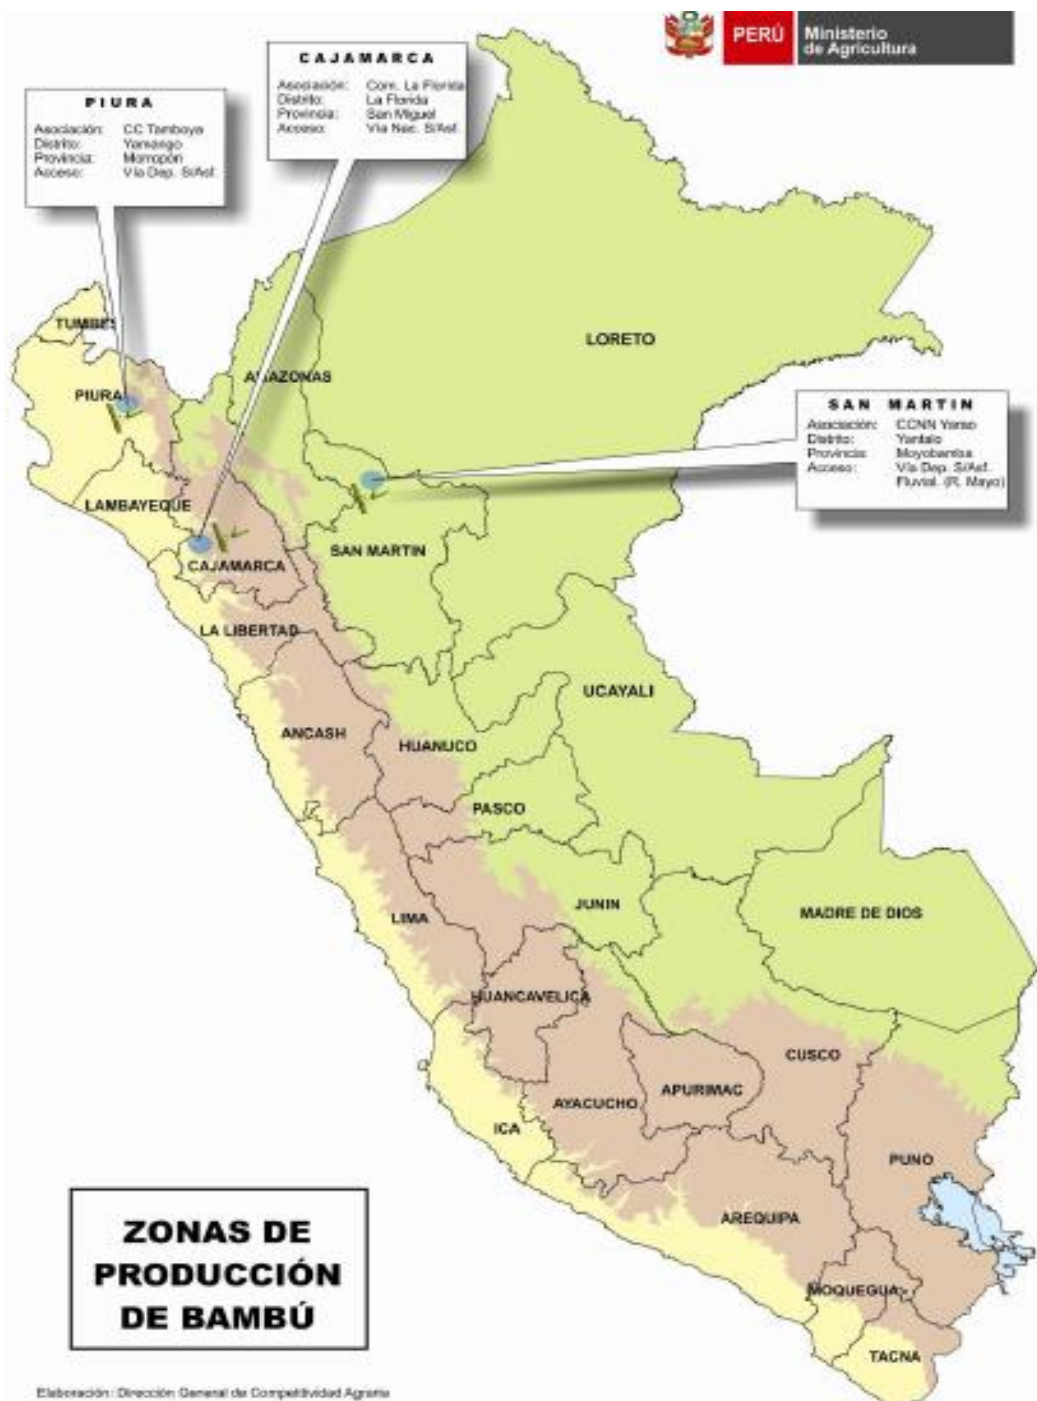 PERÚ
Ministerio
de Agricultura
CAJAMARCA
Asociación: Com. La Florida
Distrito: La Florida
Provincia: San Miguel
Acceso: Vía Nac. S/Asf.
PIURA
Asociación: CC Tamboya
Distrito: Yamango
Provincia: Morropón
Acceso: Vía Dep. S/Asf.
TUMBES
LORETO
AMAZONAS
PIURA
SAN MARTIN
Asociación: CCNN Yarao
Distrito: Yantalo
Provincia: Moyobamba
Acceso: Vía Dep. S/Asf.
Fluvial. (R. Mayo)
LAMBAYEQUE
SAN MARTIN
CAJAMARCA
LA LIBERTAD
UCAYALI
ANCASH
HUANUCO
PASCO
JUNIN
MADRE DE DIOS
LIMA
HUANCAVELICA
CUSCO
APURIMAC
AYACUCHO
ICA
PUNO
AREQUIPA
MOQUEGUA
TACNA
ZONAS DE
PRODUCCIÓN
DE BAMBÚ
Elaboración: Dirección General de Competitividad Agraria